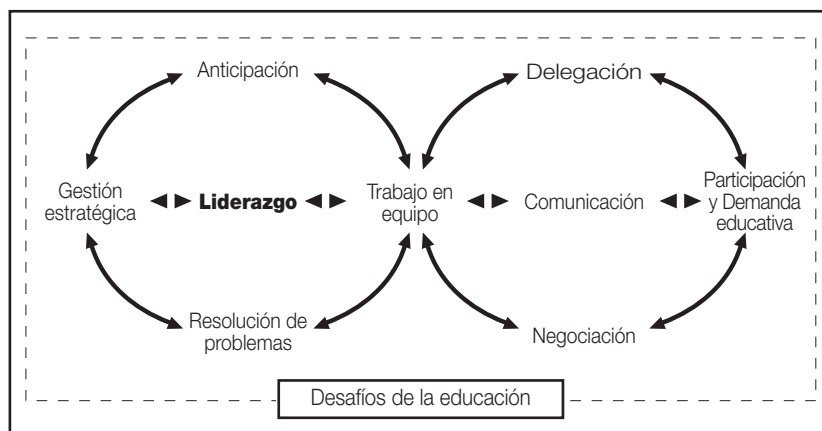 Anticipación
Delegación
Gestión
estratégica
Liderazgo
Trabajo en
equipo
Comunicación
Participación
y Demanda
educativa
Resolución de
problemas
Negociación
Desafíos de la educación